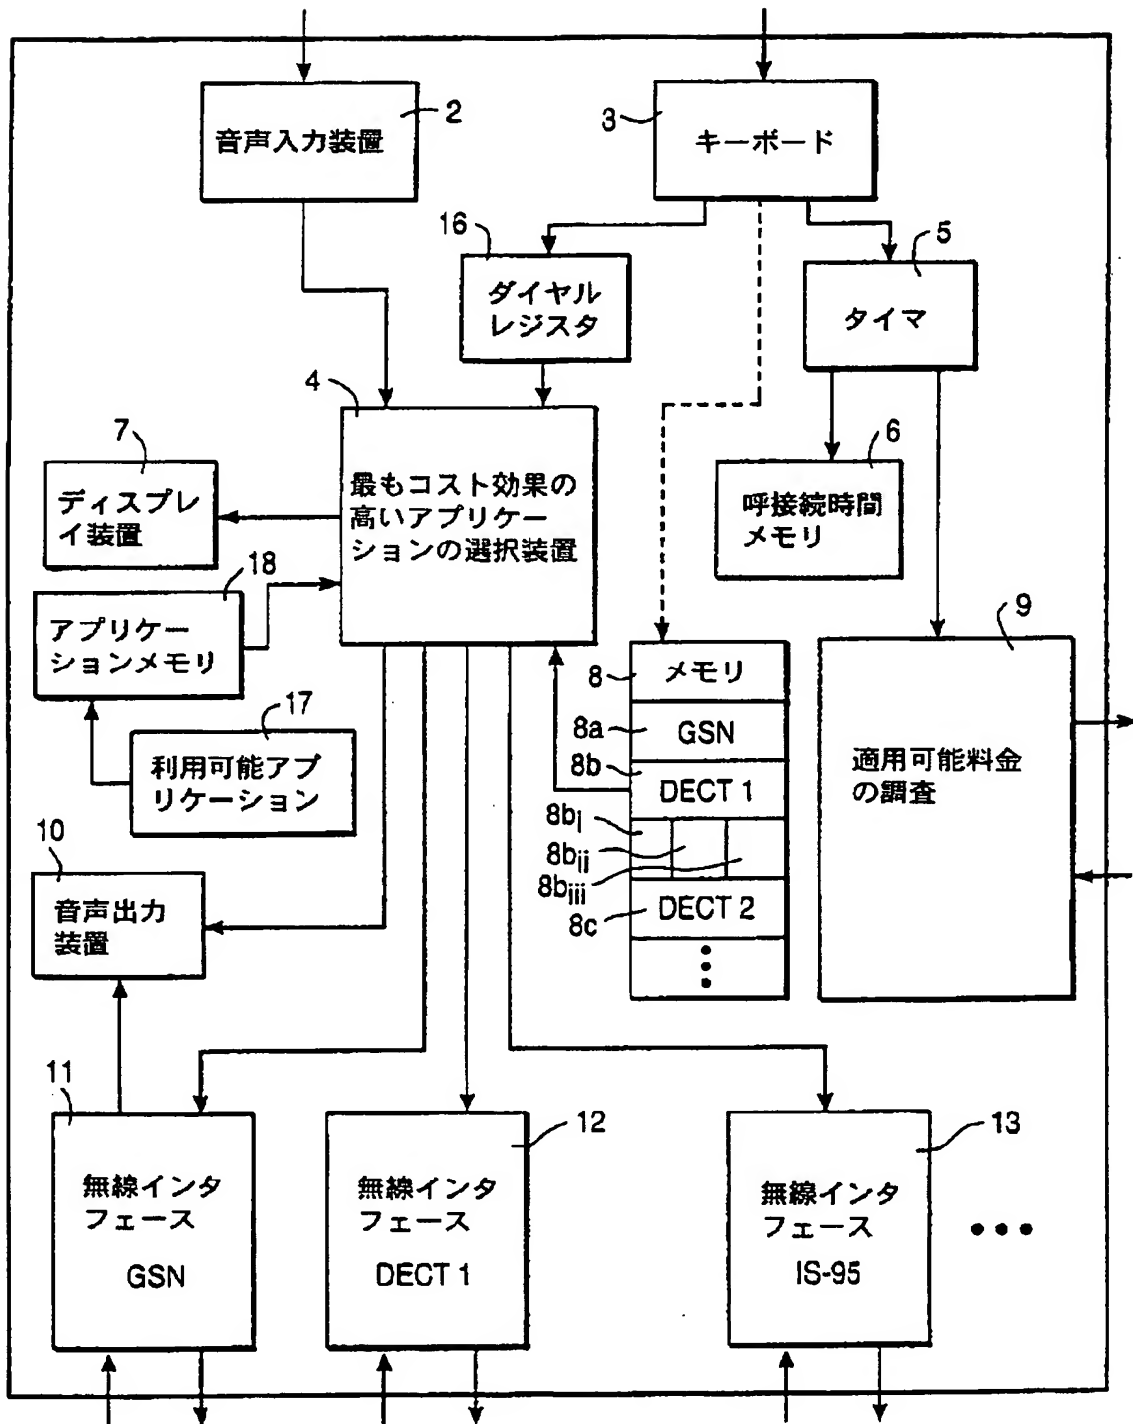 2
音声入力装置
3
キーボード
16
ダイヤル
レジスタ
5
タイマ
4
最もコスト効果の
高いアプリケー
ションの選択装置
7
ディスプレ
イ装置
6
呼接続時間
メモリ
18
アプリケー
ションメモリ
17
利用可能アプ
リケーション
8
メモリ
8a
GSN
8b
DECT 1
8bi
8bii
8biii
8c
DECT 2
9
適用可能料金
の調査
10
音声出力
装置
11
無線インタ
フェース
GSN
12
無線インタ
フェース
DECT 1
13
無線インタ
フェース
IS-95